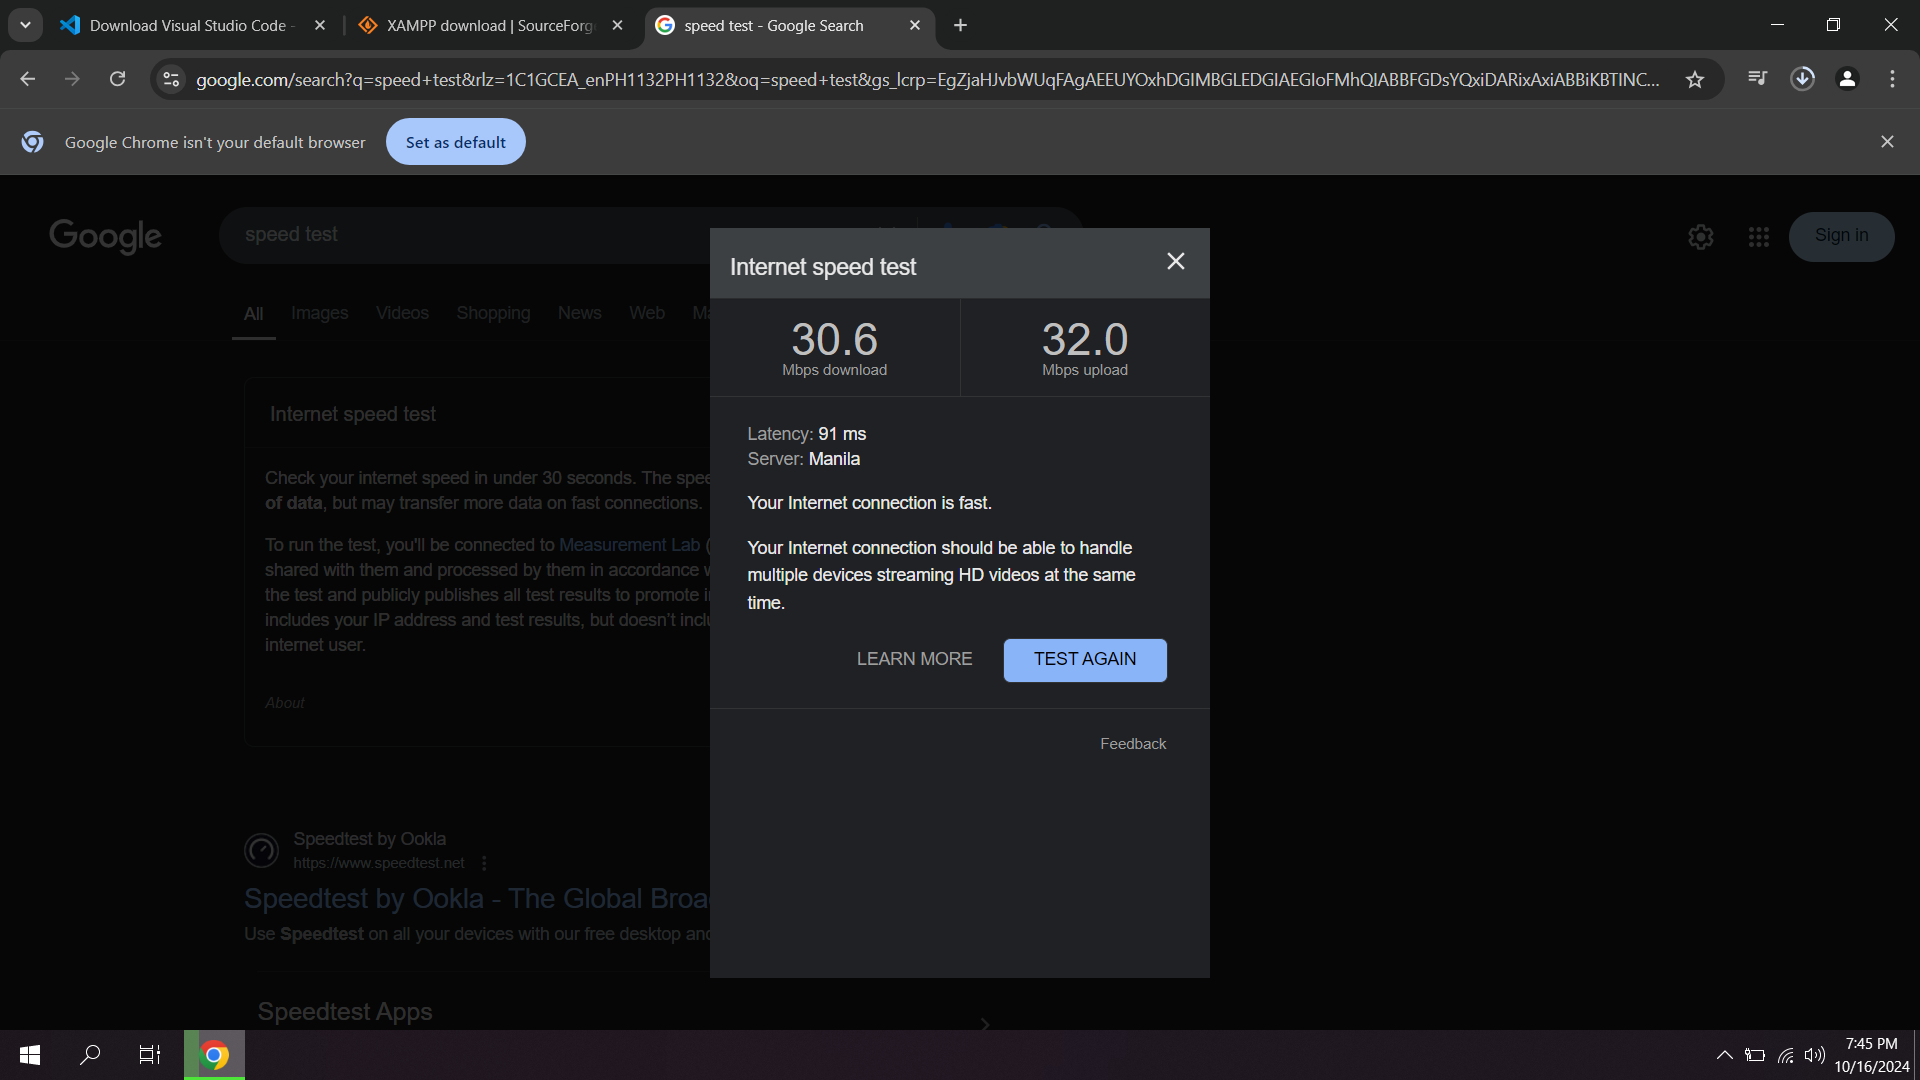 Download Visual Studio Code -
XAMPP download | SourceForg
speed test - Google Search
google.com/search?q=speed+test&rlz=1C1GCEA_enPH1132PH1132&oq=speed+test&gs_lcrp=EgZjaHJvbWUqFAgAEEUYOxhDGIMBGLEDGIAEGIoFMhQIABBFGDsYQxiDARixAxiABBiKBTINC...
Google Chrome isn't your default browser
Set as default
Google
speed test
Sign in
All
Images
Videos
Shopping
News
Web
Internet speed test
30.6
Mbps download
32.0
Mbps upload
Latency: 91 ms
Server: Manila
Your Internet connection is fast.
Your Internet connection should be able to handle
multiple devices streaming HD videos at the same
time.
LEARN MORE
TEST AGAIN
Feedback
Internet speed test
Check your internet speed in under 30 seconds. The spee
of data, but may transfer more data on fast connections.
To run the test, you'll be connected to Measurement Lab (
shared with them and processed by them in accordance w
the test and publicly publishes all test results to promote i
includes your IP address and test results, but doesn't inclu
internet user.
About
Speedtest by Ookla
https://www.speedtest.net
Speedtest by Ookla - The Global Broa
Use Speedtest on all your devices with our free desktop and
Speedtest Apps
7:45 PM
10/16/2024